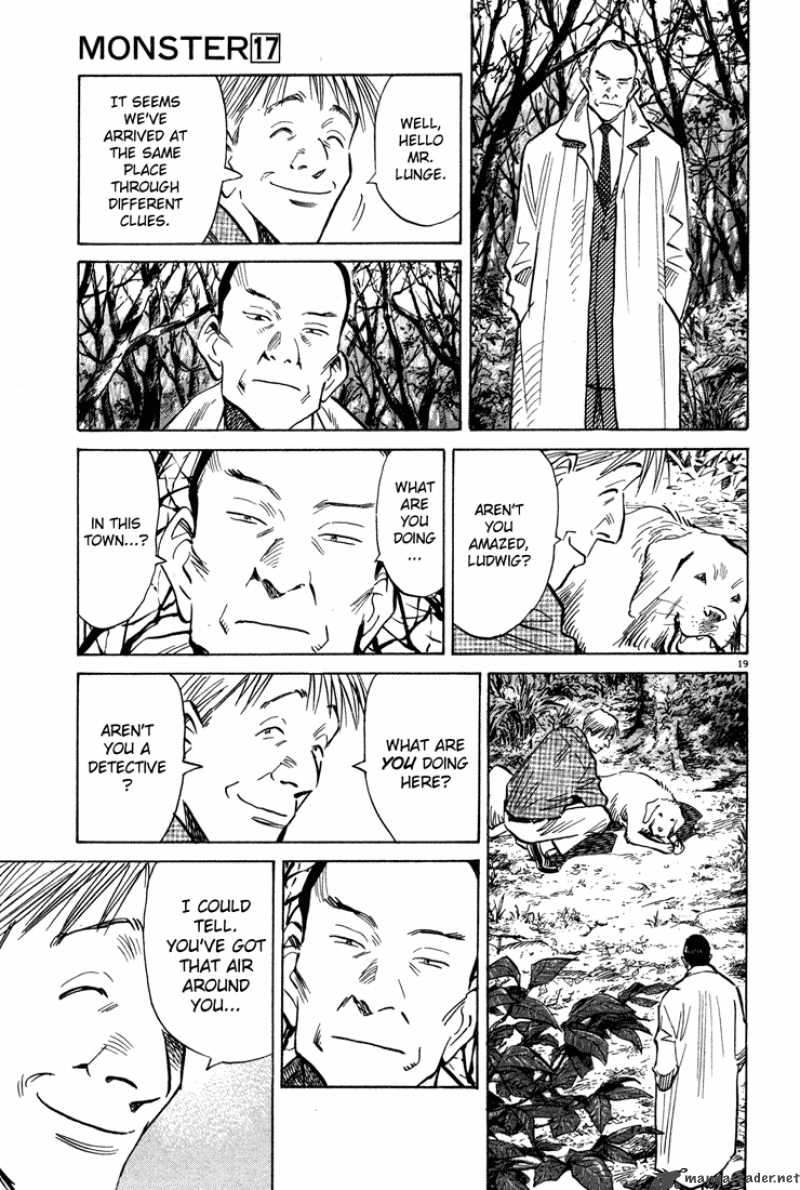 MONSTER 17
WELL,
HELLO
MR.
LUNGE.
IT SEEMS
WE'VE
ARRIVED AT
THE SAME
PLACE
THROUGH
DIFFERENT
CLUES.
AREN'T
YOU
AMAZED,
LUDWIG?
WHAT
ARE
YOU
DOING
...
IN THIS
TOWN...?
19
WHAT ARE
YOU DOING
HERE?
AREN'T
YOU A
DETECTIVE
?
I COULD
TELL.
YOU'VE GOT
THAT AIR
AROUND
YOU...
mangareader.net